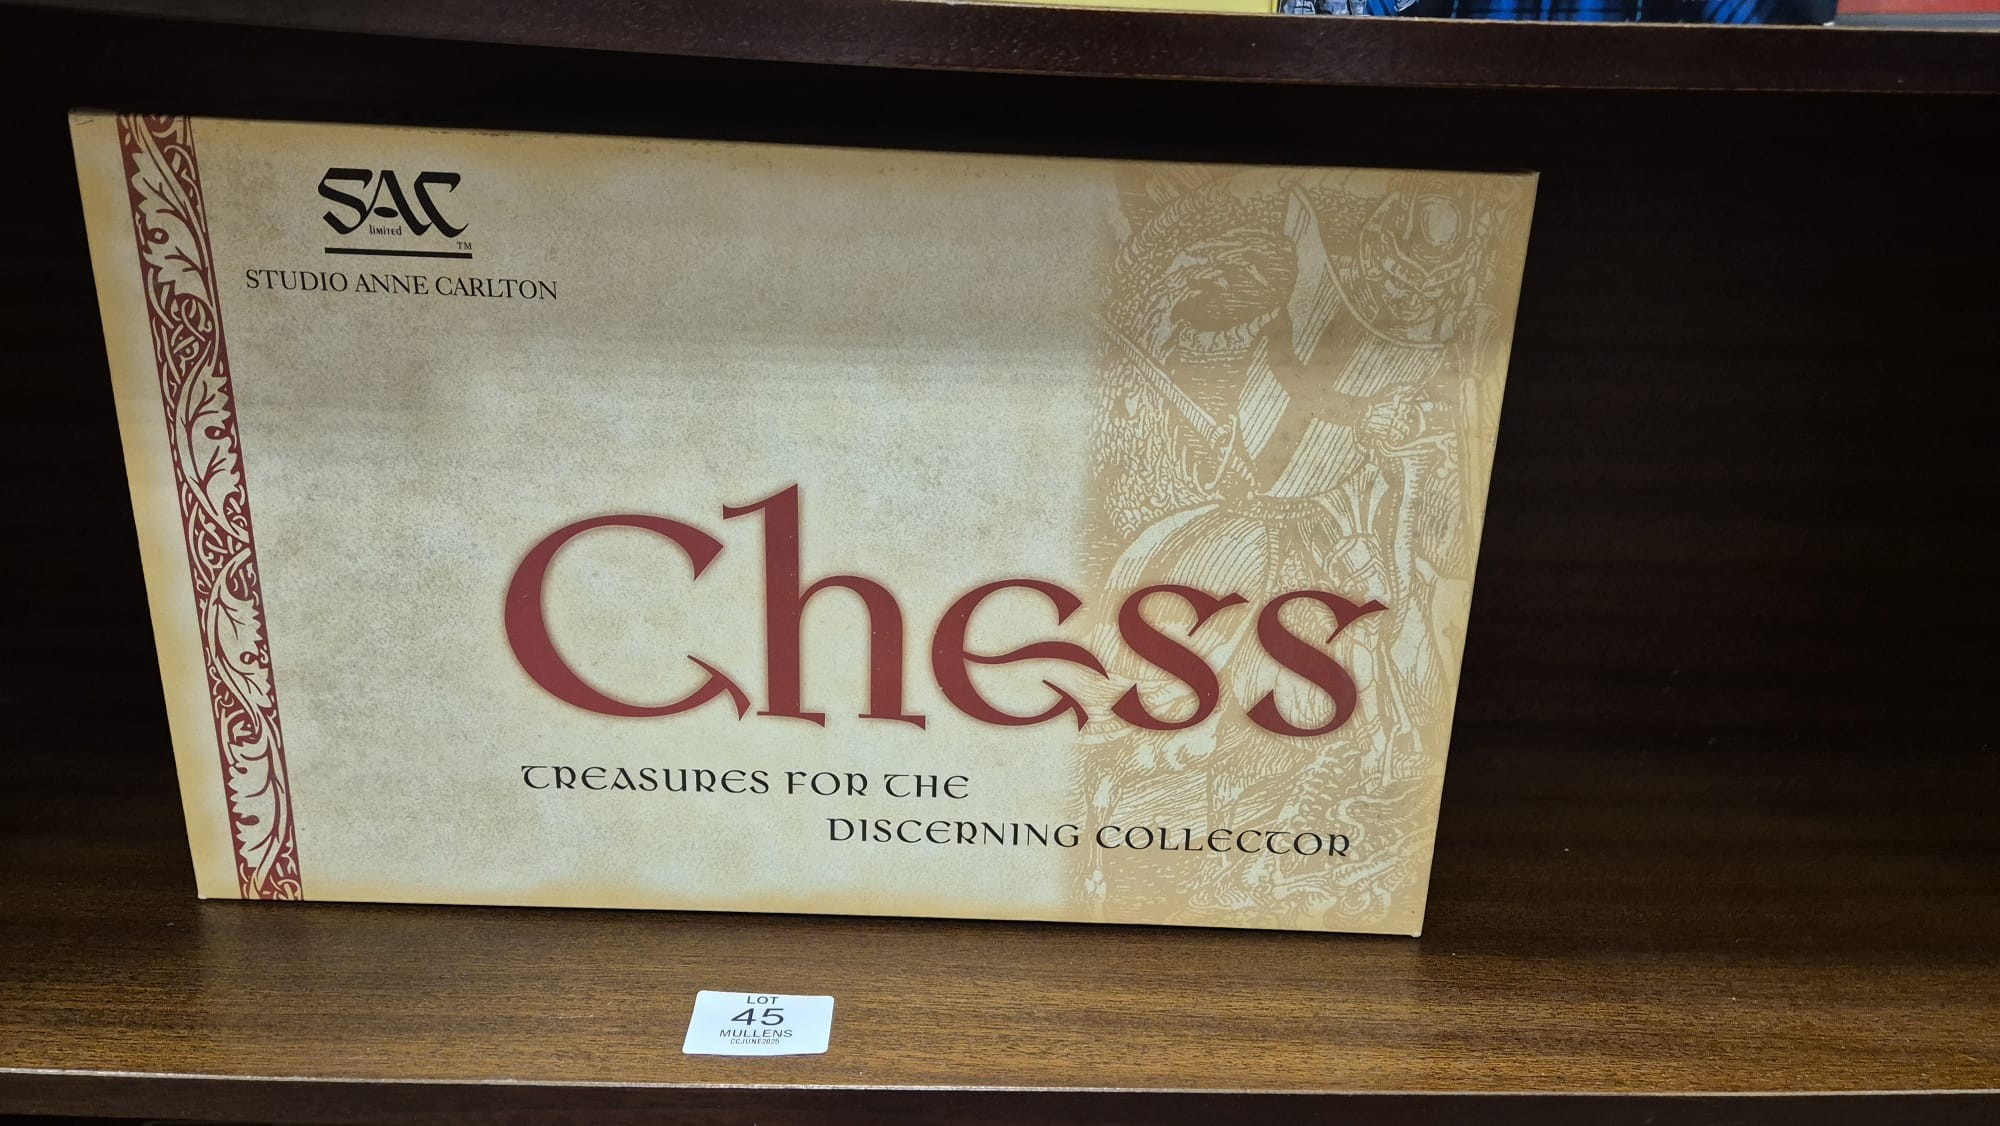 SAC
limited
TM
STUDIO ANNE CARLTON
Chess
TREASURES FOR THE
DISCERNING COLLECTOR
LOT
45
MULLENS
CCJUNE2025